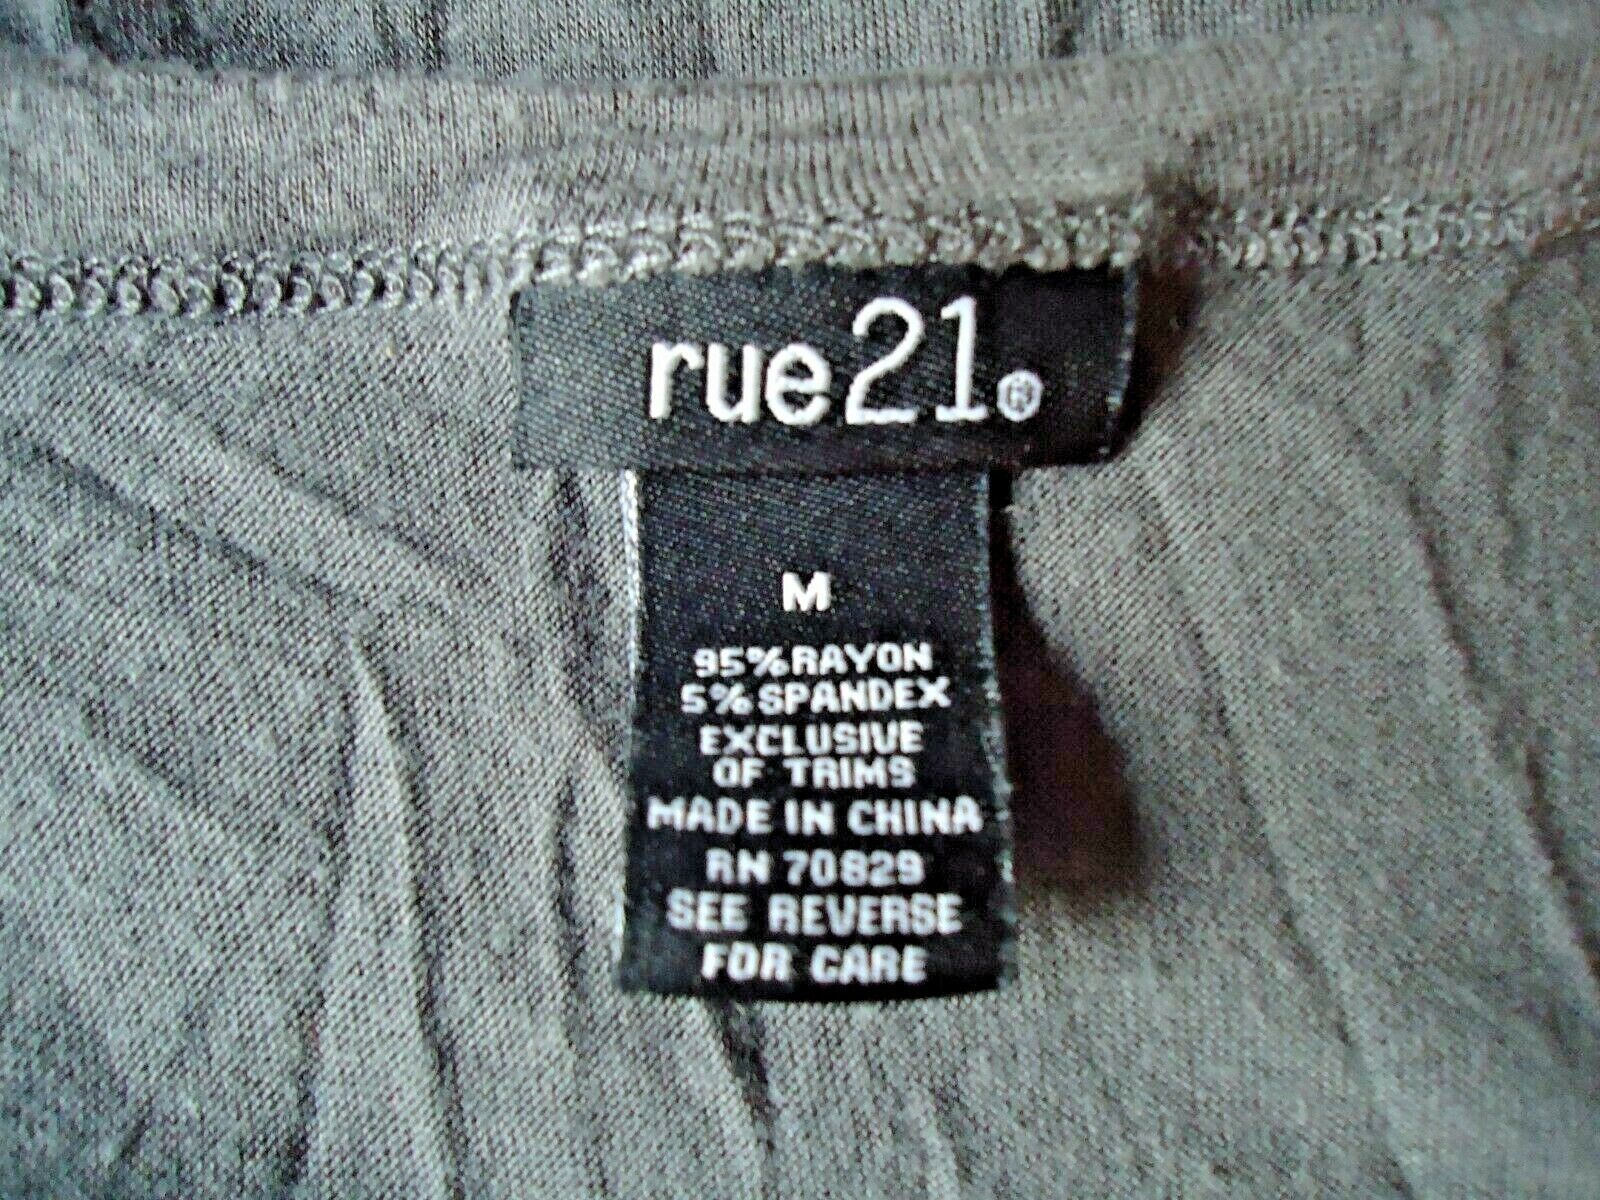 rue21®
M
95%RAYON
5%SPANDEX
EXCLUSIVE
OF TRIMS
MADE IN CHINA
RN 70829
SEE REVERSE
FOR CARE